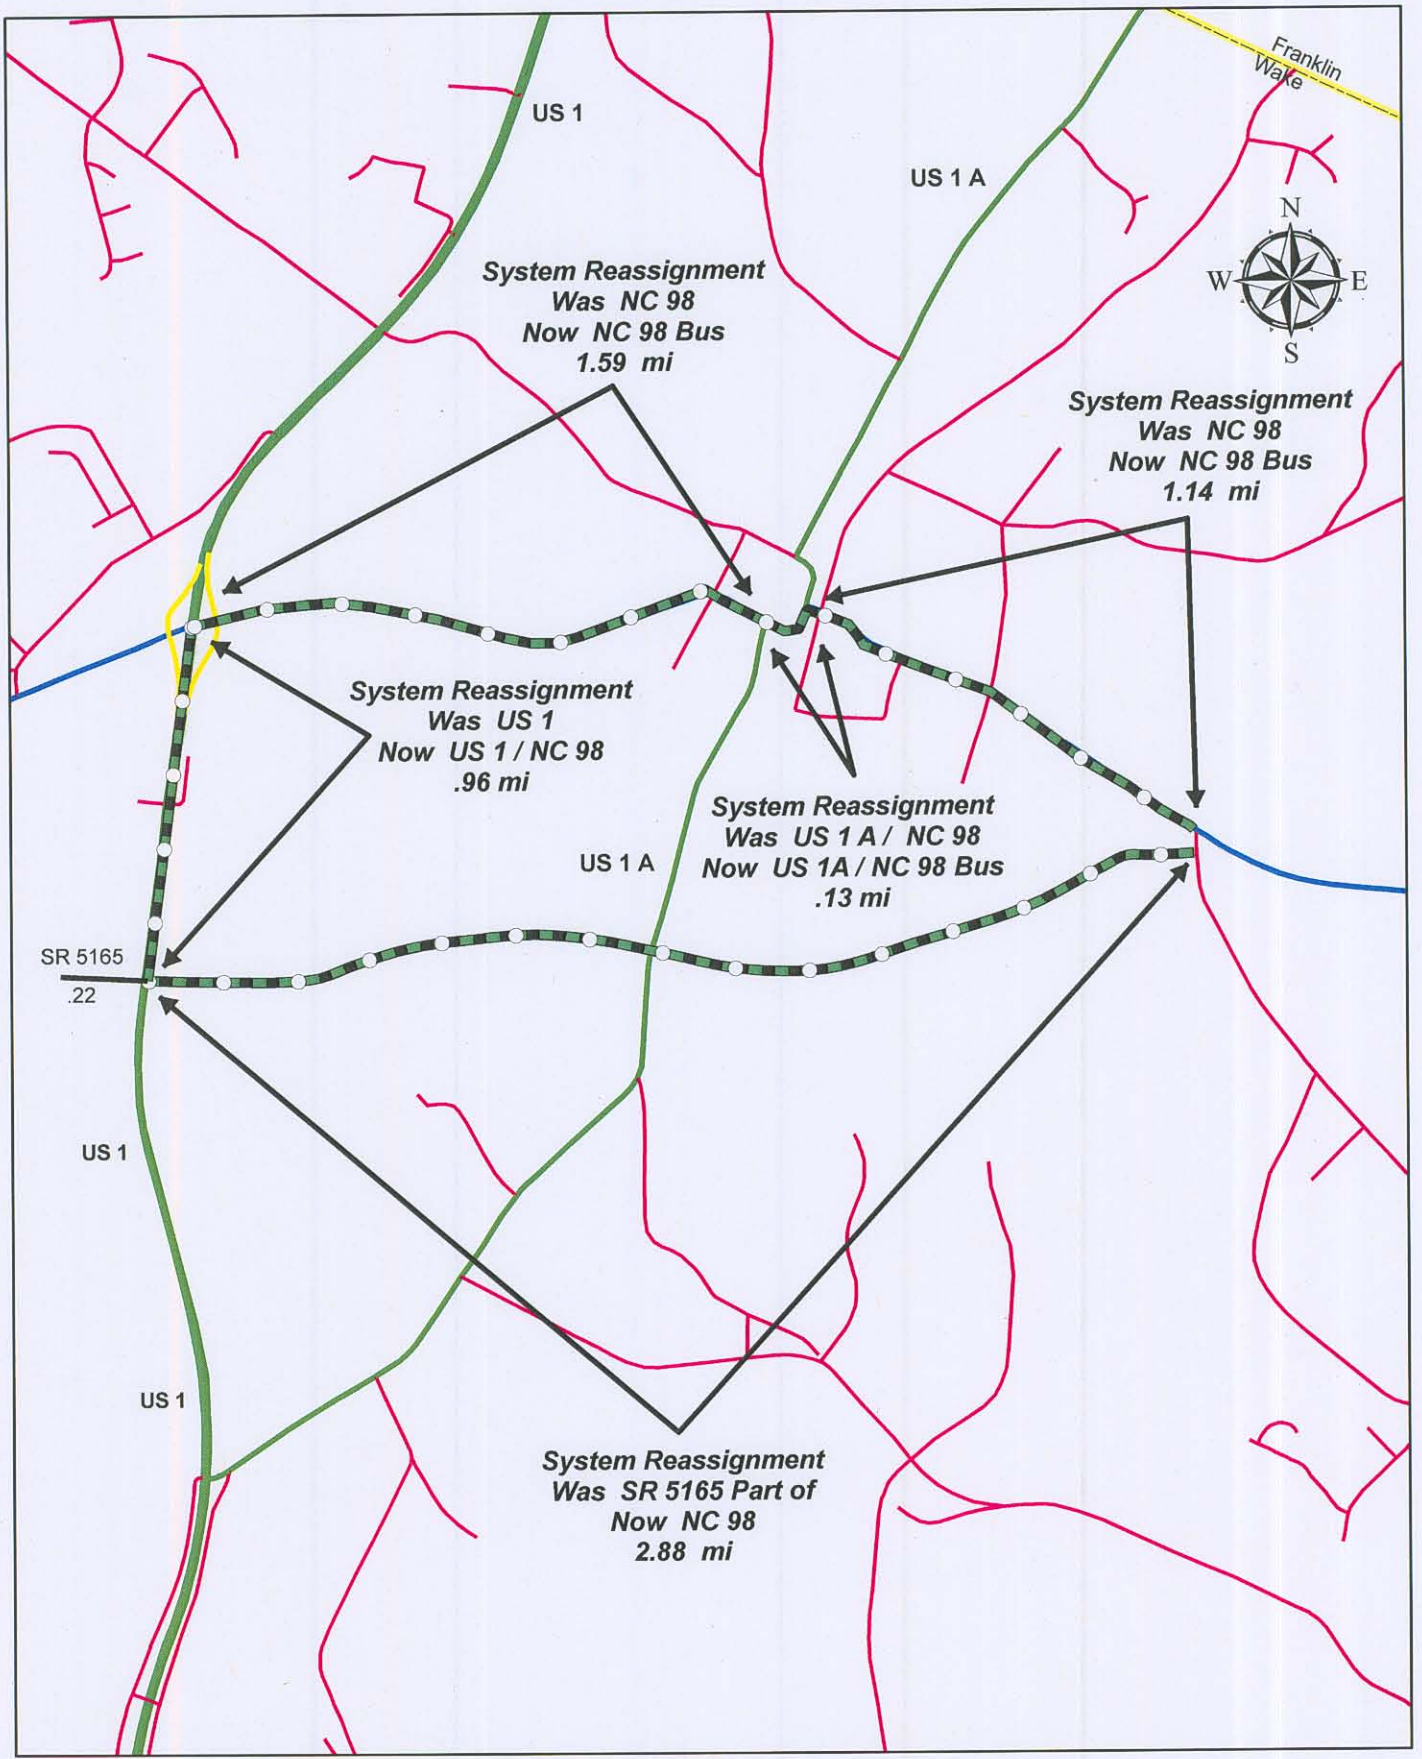 Franklin
Wake
US 1
US 1 A
N
W
E
S
System Reassignment
Was NC 98
Now NC 98 Bus
1.59 mi
System Reassignment
Was NC 98
Now NC 98 Bus
1.14 mi
System Reassignment
Was US 1
Now US 1 / NC 98
.96 mi
System Reassignment
Was US 1 A / NC 98
Now US 1A / NC 98 Bus
.13 mi
US 1 A
SR 5165
.22
US 1
US 1
System Reassignment
Was SR 5165 Part of
Now NC 98
2.88 mi